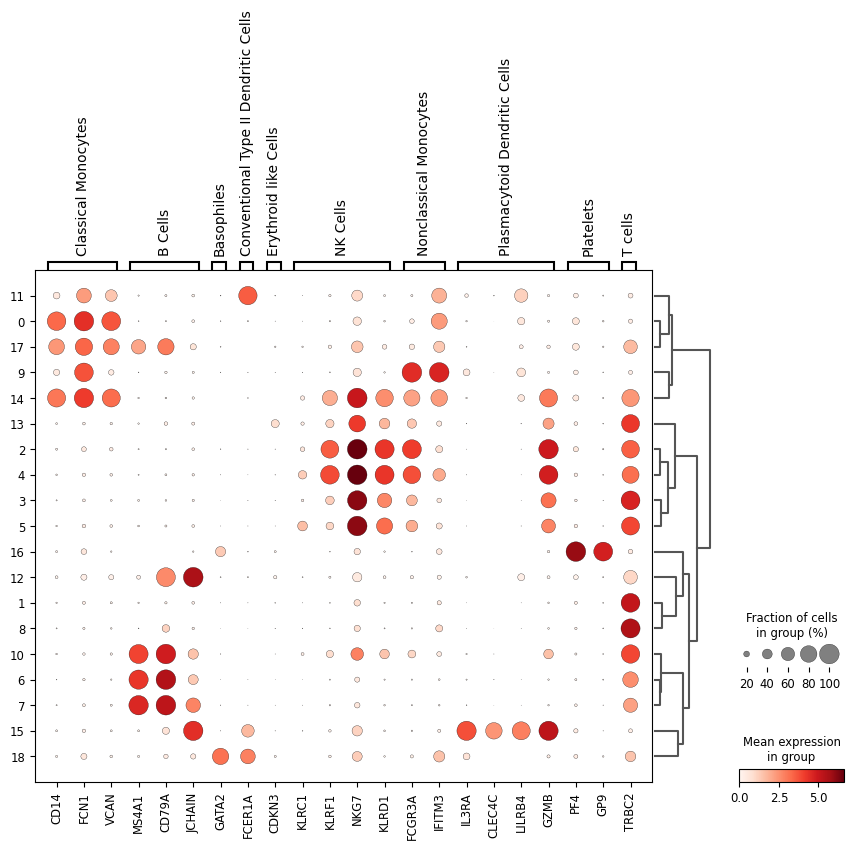 Classical Monocytes
B Cells
Basophiles
Conventional Type II Dendritic Cells
Erythroid like Cells
NK Cells
Nonclassical Monocytes
Plasmacytoid Dendritic Cells
Platelets
T cells
11
0
17
9
14
13
2
4
3
5
16
12
1
8
10
6
7
15
18
CD14
FCN1
VCAN
MS4A1
CD79A
JCHAIN
GATA2
FCER1A
CDKN3
KLRC1
KLRF1
NKG7
KLRD1
FCGR3A
IFITM3
IL3RA
CLEC4C
LILRB4
GZMB
PF4
GP9
TRBC2
Fraction of cells
in group (%)
20 40 60 80 100
Mean expression
in group
0.0 2.5 5.0